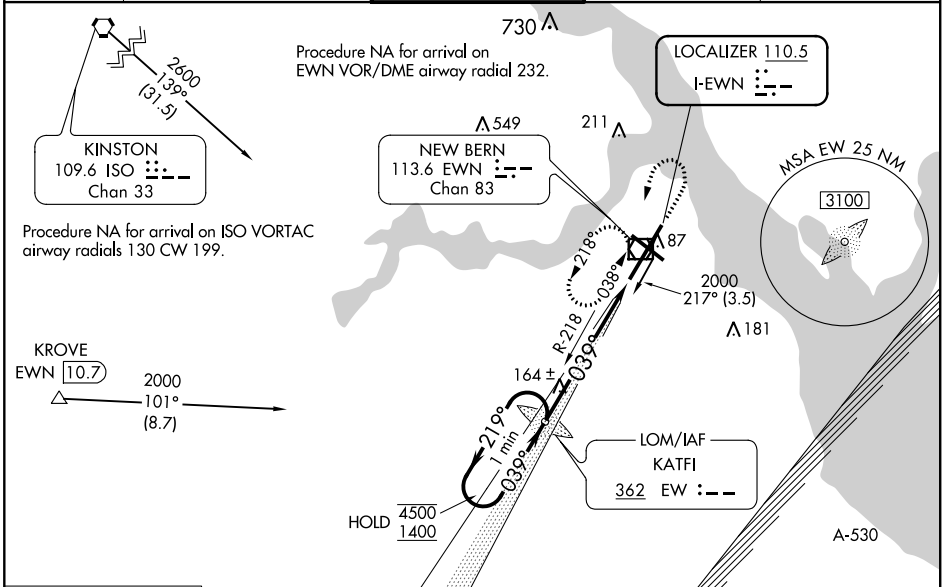 730
Procedure NA for arrival on
EWN VOR/DME airway radial 232.
LOCALIZER 110.5
I-EWN
2600
139°
(31.5)
KINSTON
109.6 ISO
Chan 33
549
211
NEW BERN
113.6 EWN
Chan 83
MSA EW 25 NM
3100
Procedure NA for arrival on ISO VORTAC
airway radials 130 CW 199.
87
218°
038°
2000
217° (3.5)
181
R-218
039°
KROVE
EWN 10.7
2000
101°
(8.7)
164 ±
219°
1 min
039°
LOM/IAF
KATFI
362 EW
HOLD 4500
1400
A-530